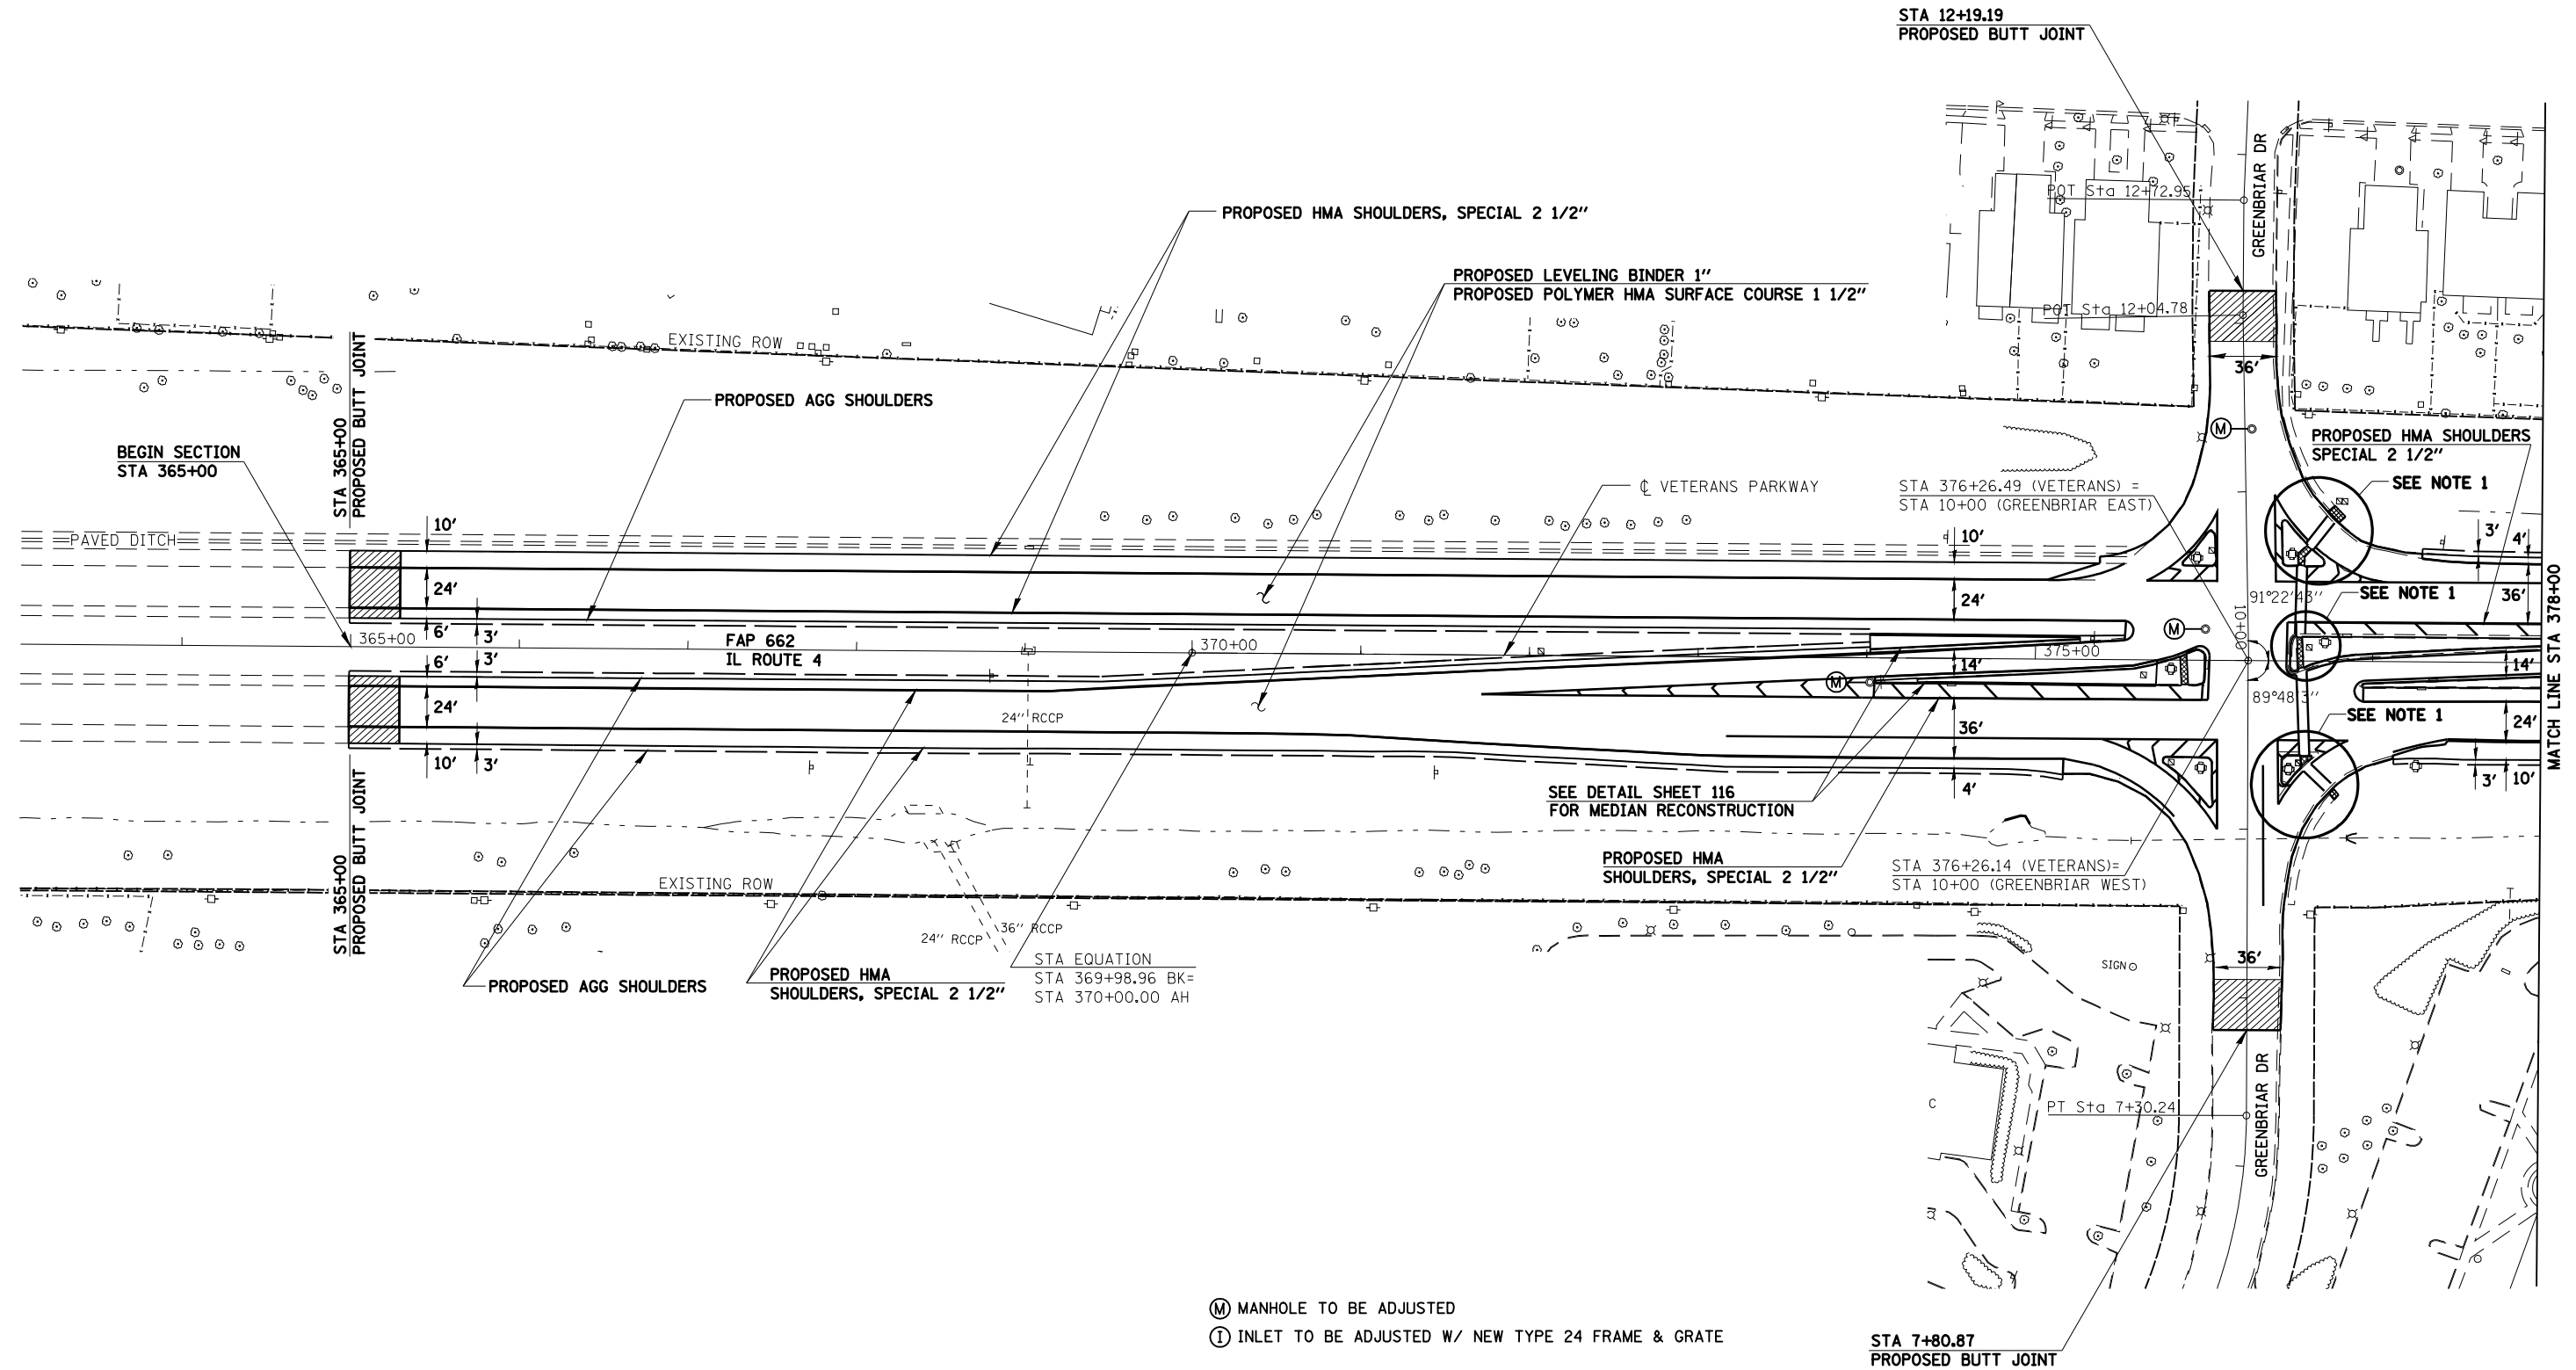 STA 12+19.19
PROPOSED BUTT JOINT
GREENBRIAR DR
POT Sta 12+72.95
PROPOSED HMA SHOULDERS, SPECIAL 2 1/2"
PROPOSED LEVELING BINDER 1"
PROPOSED POLYMER HMA SURFACE COURSE 1 1/2"
POT Sta 12+04.78
EXISTING ROW
36'
STA 365+00
PROPOSED BUTT JOINT
PROPOSED AGG SHOULDERS
M
PROPOSED HMA SHOULDERS
SPECIAL 2 1/2"
BEGIN SECTION
STA 365+00
SEE NOTE 1
℄ VETERANS PARKWAY
STA 376+26.49 (VETERANS) =
STA 10+00 (GREENBRIAR EAST)
PAVED DITCH
10'
10'
3'
4'
24'
24'
36'
91°22'43"
SEE NOTE 1
10+00
6'
3'
365+00
FAP 662
IL ROUTE 4
370+00
M
375+00
6'
3'
14'
14'
M
24'
24" RCCP
36'
89°48'3"
SEE NOTE 1
24'
MATCH LINE STA 378+00
10'
3'
4'
3'
10'
SEE DETAIL SHEET 116
FOR MEDIAN RECONSTRUCTION
STA 365+00
PROPOSED BUTT JOINT
PROPOSED HMA
SHOULDERS, SPECIAL 2 1/2"
STA 376+26.14 (VETERANS)=
STA 10+00 (GREENBRIAR WEST)
EXISTING ROW
24" RCCP
36" RCCP
STA EQUATION
STA 369+98.96 BK=
STA 370+00.00 AH
PROPOSED AGG SHOULDERS
PROPOSED HMA
SHOULDERS, SPECIAL 2 1/2"
SIGN
36'
C
PT Sta 7+30.24
GREENBRIAR DR
M MANHOLE TO BE ADJUSTED
I INLET TO BE ADJUSTED W/ NEW TYPE 24 FRAME & GRATE
STA 7+80.87
PROPOSED BUTT JOINT